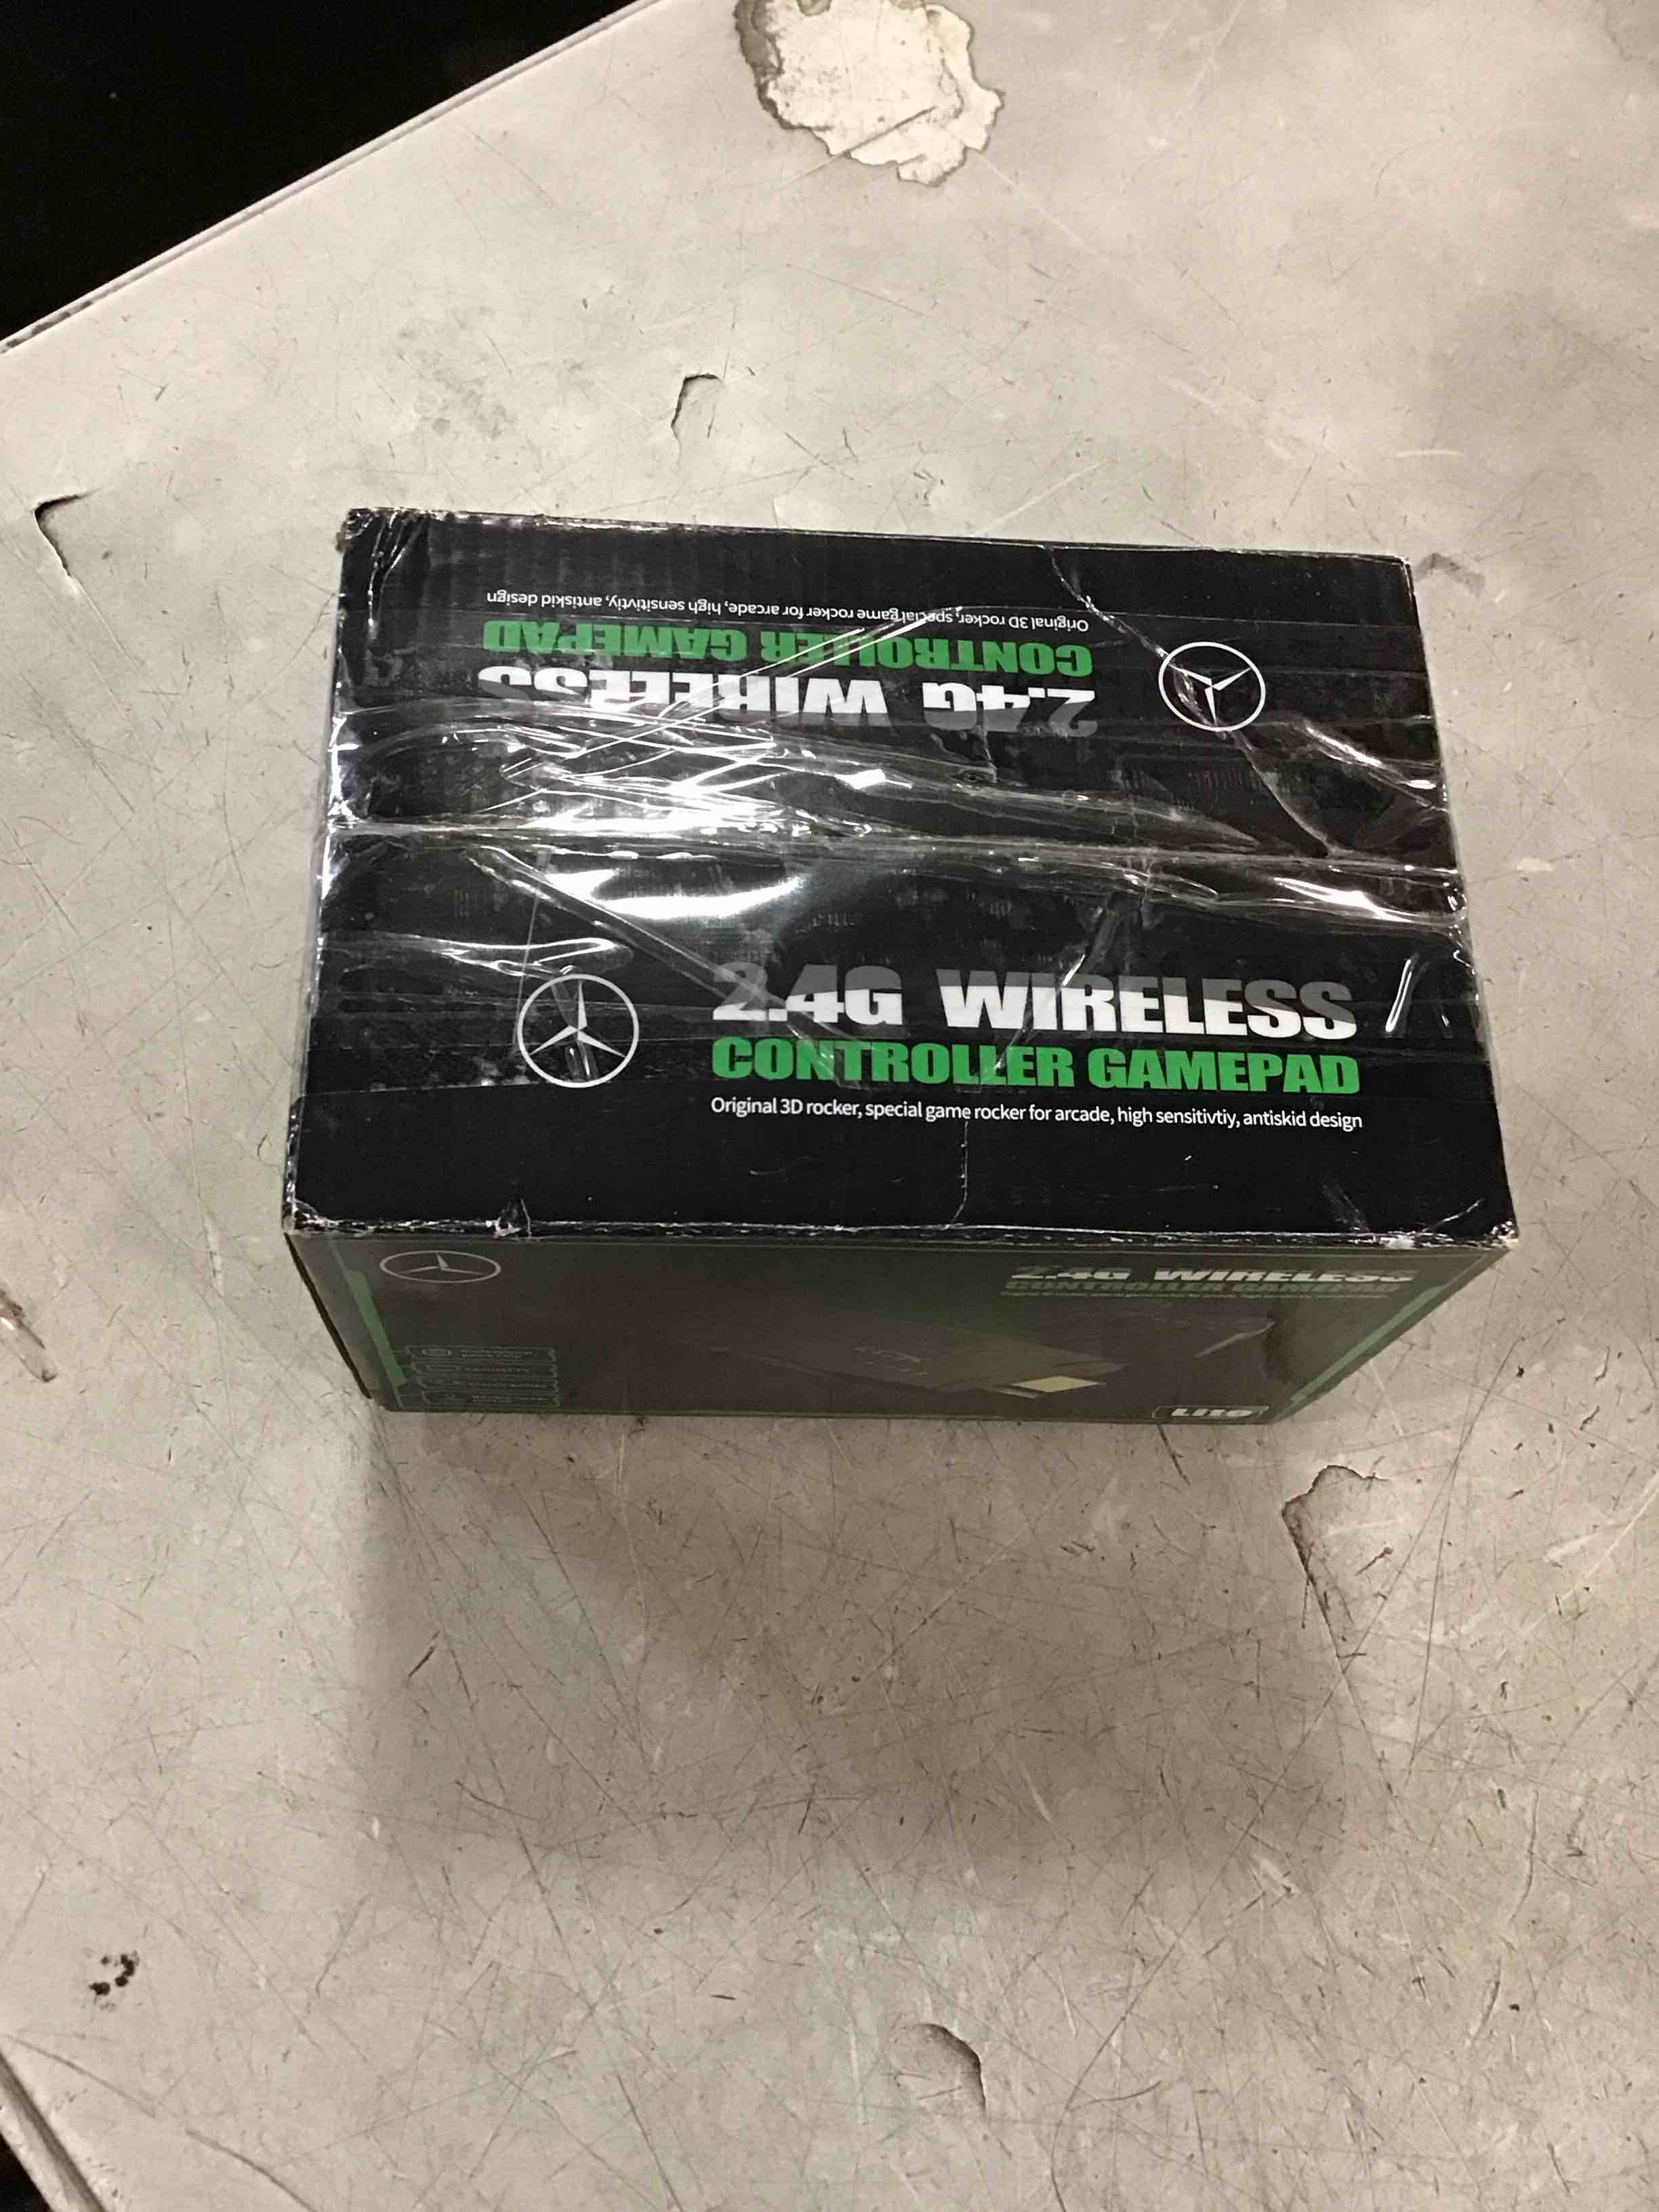 Original 3D rocker, special game rocker for arcade, high sensitivtiy, antiskid design
CONTROLLER GAMEPAD
2.4G WIRELESS
2.4G WIRELESS
CONTROLLER GAMEPAD
Original 3D rocker, special game rocker for arcade, high sensitivtiy, antiskid design
2.4G WIRELESS
CONTROLLER GAMEPAD
Lite